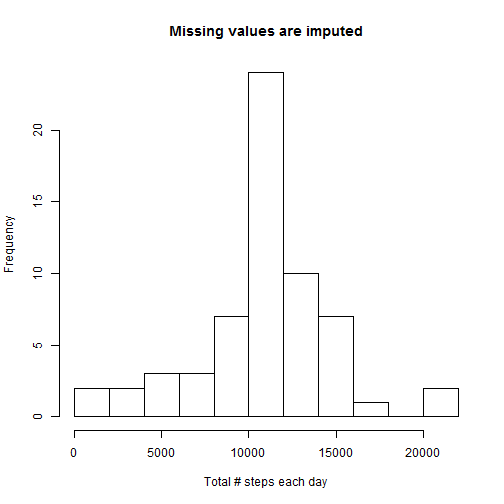 Missing values are imputed
Frequency
20
15
10
5
0
0 5000 10000 15000 20000
Total # steps each day